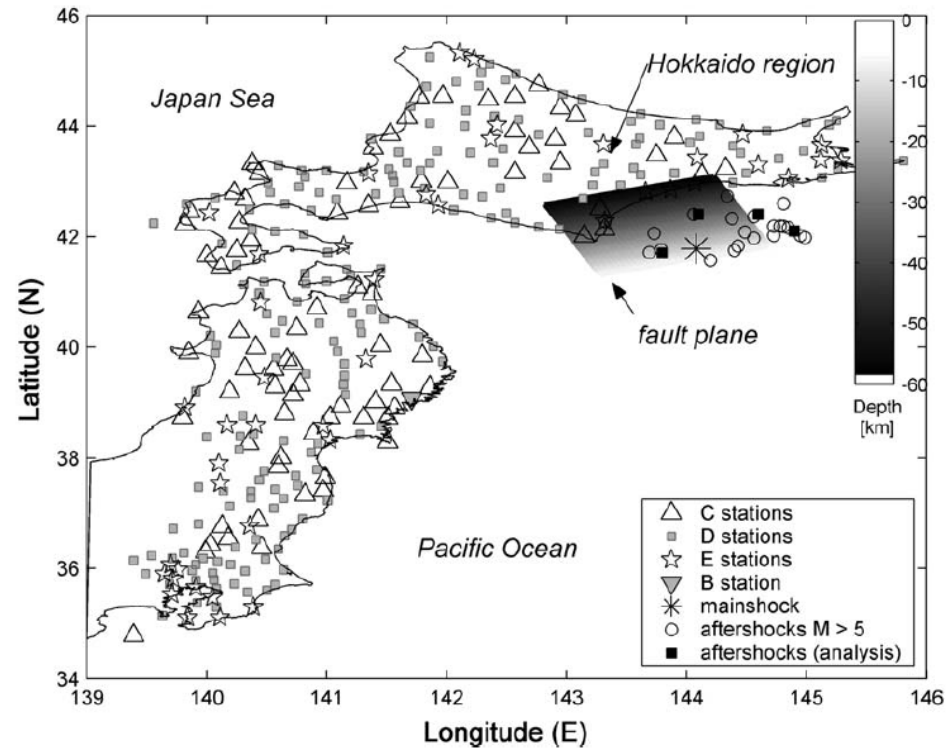 46
44
42
40
38
36
34
Latitude (N)
139
140
141
142
143
144
145
146
Longitude (E)
Japan Sea
Hokkaido region
fault plane
Pacific Ocean
0
-10
-20
-30
-40
-50
-60
Depth
[km]
C stations
D stations
E stations
B station
mainshock
aftershocks M > 5
aftershocks (analysis)